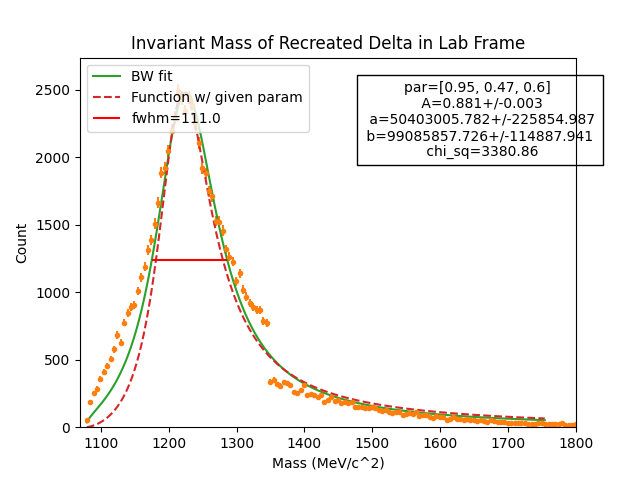 Invariant Mass of Recreated Delta in Lab Frame
BW fit
Function w/ given param
fwhm=111.0
par=[0.95, 0.47, 0.6]
A=0.881+/-0.003
a=50403005.782+/-225854.987
b=99085857.726+/-114887.941
chi_sq=3380.86
Count
2500
2000
1500
1000
500
0
1100 1200 1300 1400 1500 1600 1700 1800
Mass (MeV/c^2)